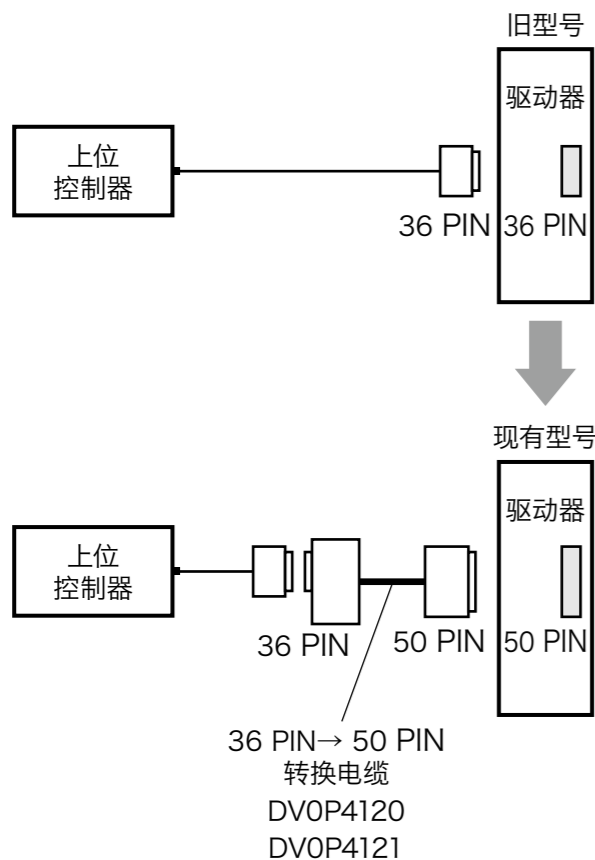 旧型号
驱动器
上位
控制器
36 PIN
36 PIN
现有型号
驱动器
上位
控制器
36 PIN
50 PIN
50 PIN
36 PIN→ 50 PIN
转换电缆
DV0P4120
DV0P4121